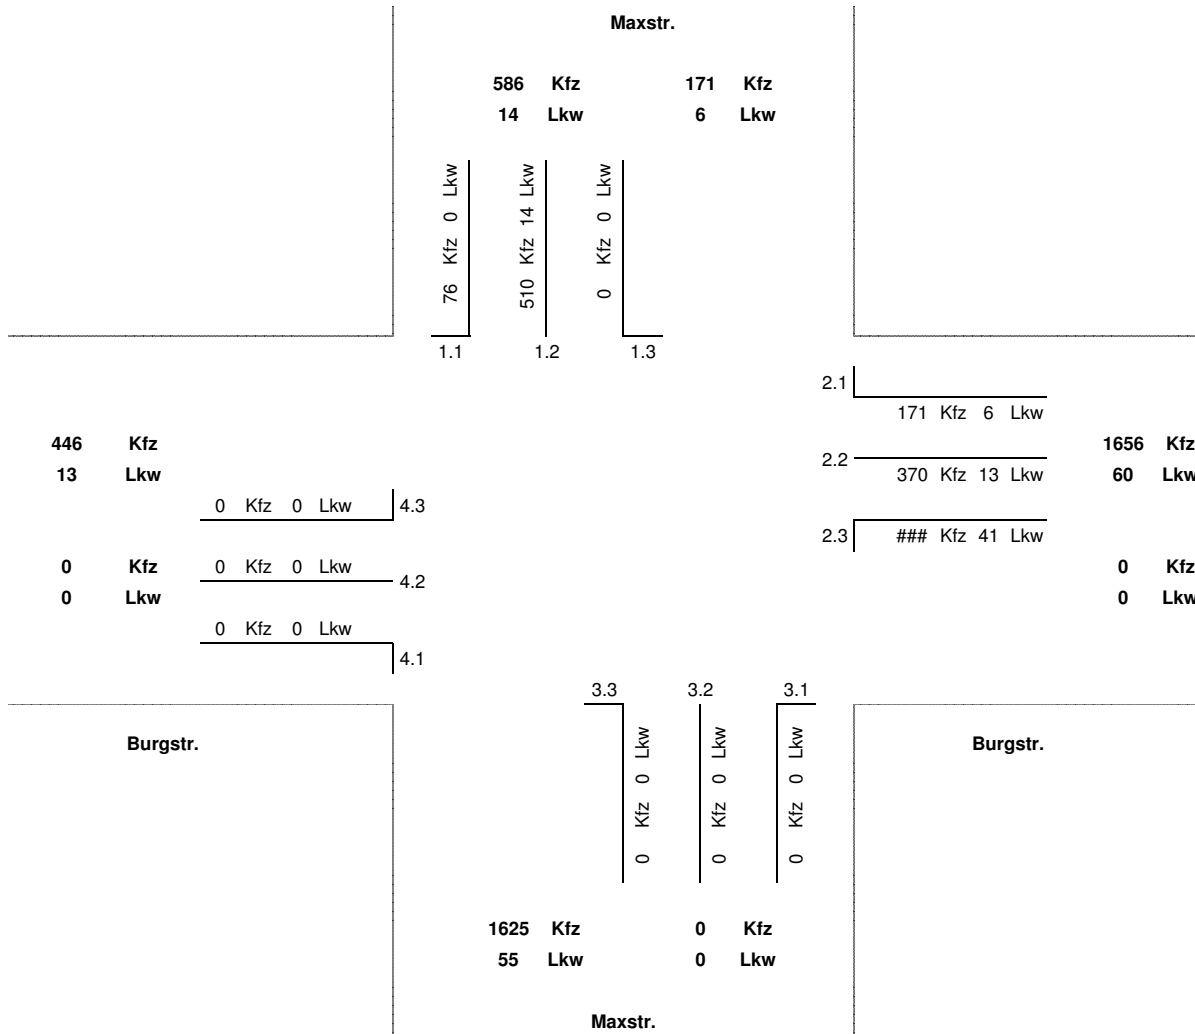 Maxstr.
586 Kfz 171 Kfz
14 Lkw 6 Lkw
76 Kfz 0 Lkw
510 Kfz 14 Lkw
0 Kfz 0 Lkw
1.1 1.2 1.3
2.1
171 Kfz 6 Lkw
446 Kfz
13 Lkw
2.2
370 Kfz 13 Lkw
1656 Kfz
60 Lkw
0 Kfz 0 Lkw 4.3
2.3 ### Kfz 41 Lkw
0 Kfz
0 Lkw
0 Kfz 0 Lkw 4.2
0 Kfz
0 Lkw
0 Kfz 0 Lkw
4.1
3.3 3.2 3.1
Burgstr.
Burgstr.
0 Kfz 0 Lkw
0 Kfz 0 Lkw
0 Kfz 0 Lkw
1625 Kfz 0 Kfz
55 Lkw 0 Lkw
Maxstr.